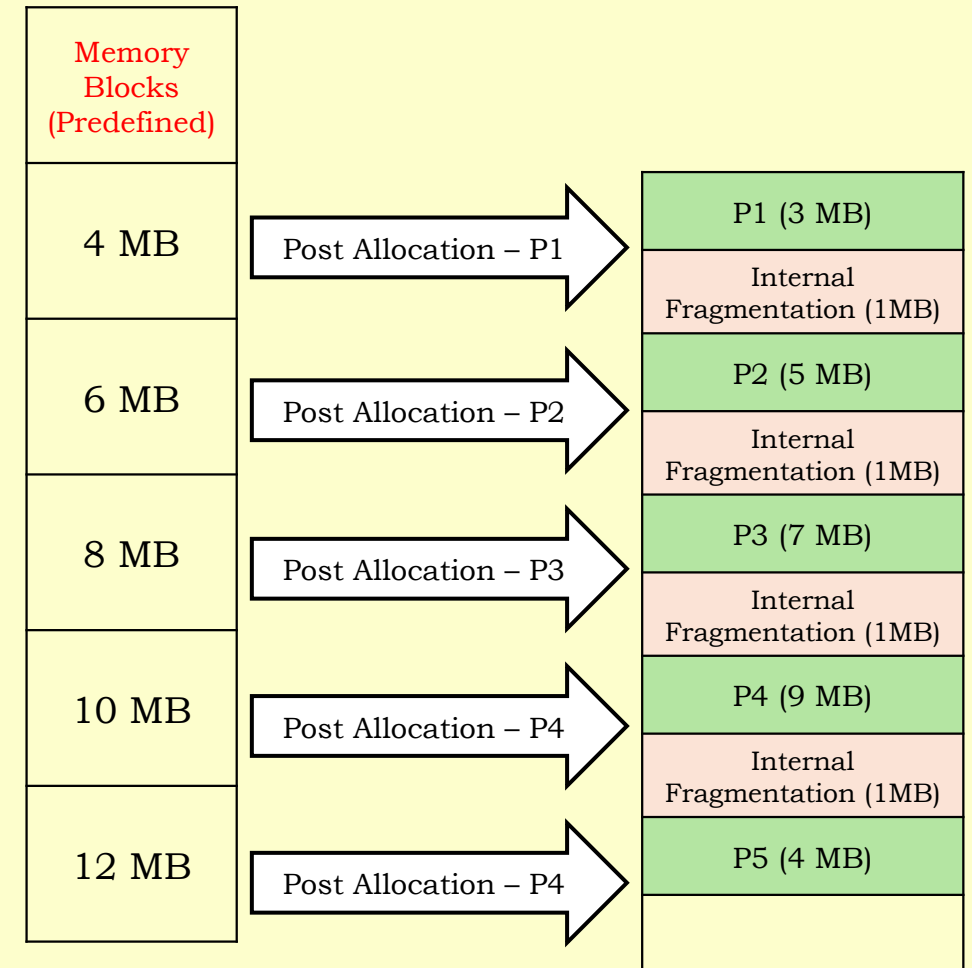 Memory
Blocks
(Predefined)
4 MB
Post Allocation – P1
P1 (3 MB)
Internal
Fragmentation (1MB)
6 MB
Post Allocation – P2
P2 (5 MB)
Internal
Fragmentation (1MB)
8 MB
Post Allocation – P3
P3 (7 MB)
Internal
Fragmentation (1MB)
10 MB
Post Allocation – P4
P4 (9 MB)
Internal
Fragmentation (1MB)
12 MB
Post Allocation – P4
P5 (4 MB)